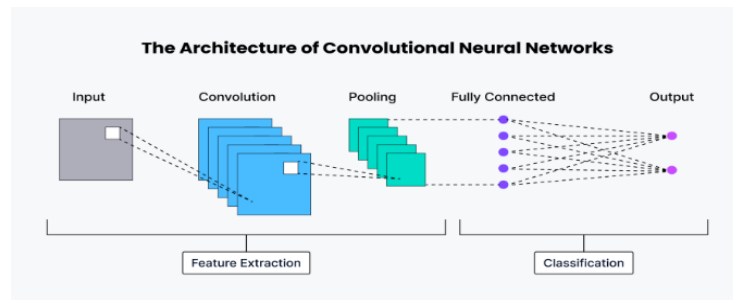 The Architecture of Convolutional Neural Networks
Input Convolution Pooling Fully Connected Output
Feature Extraction Classification